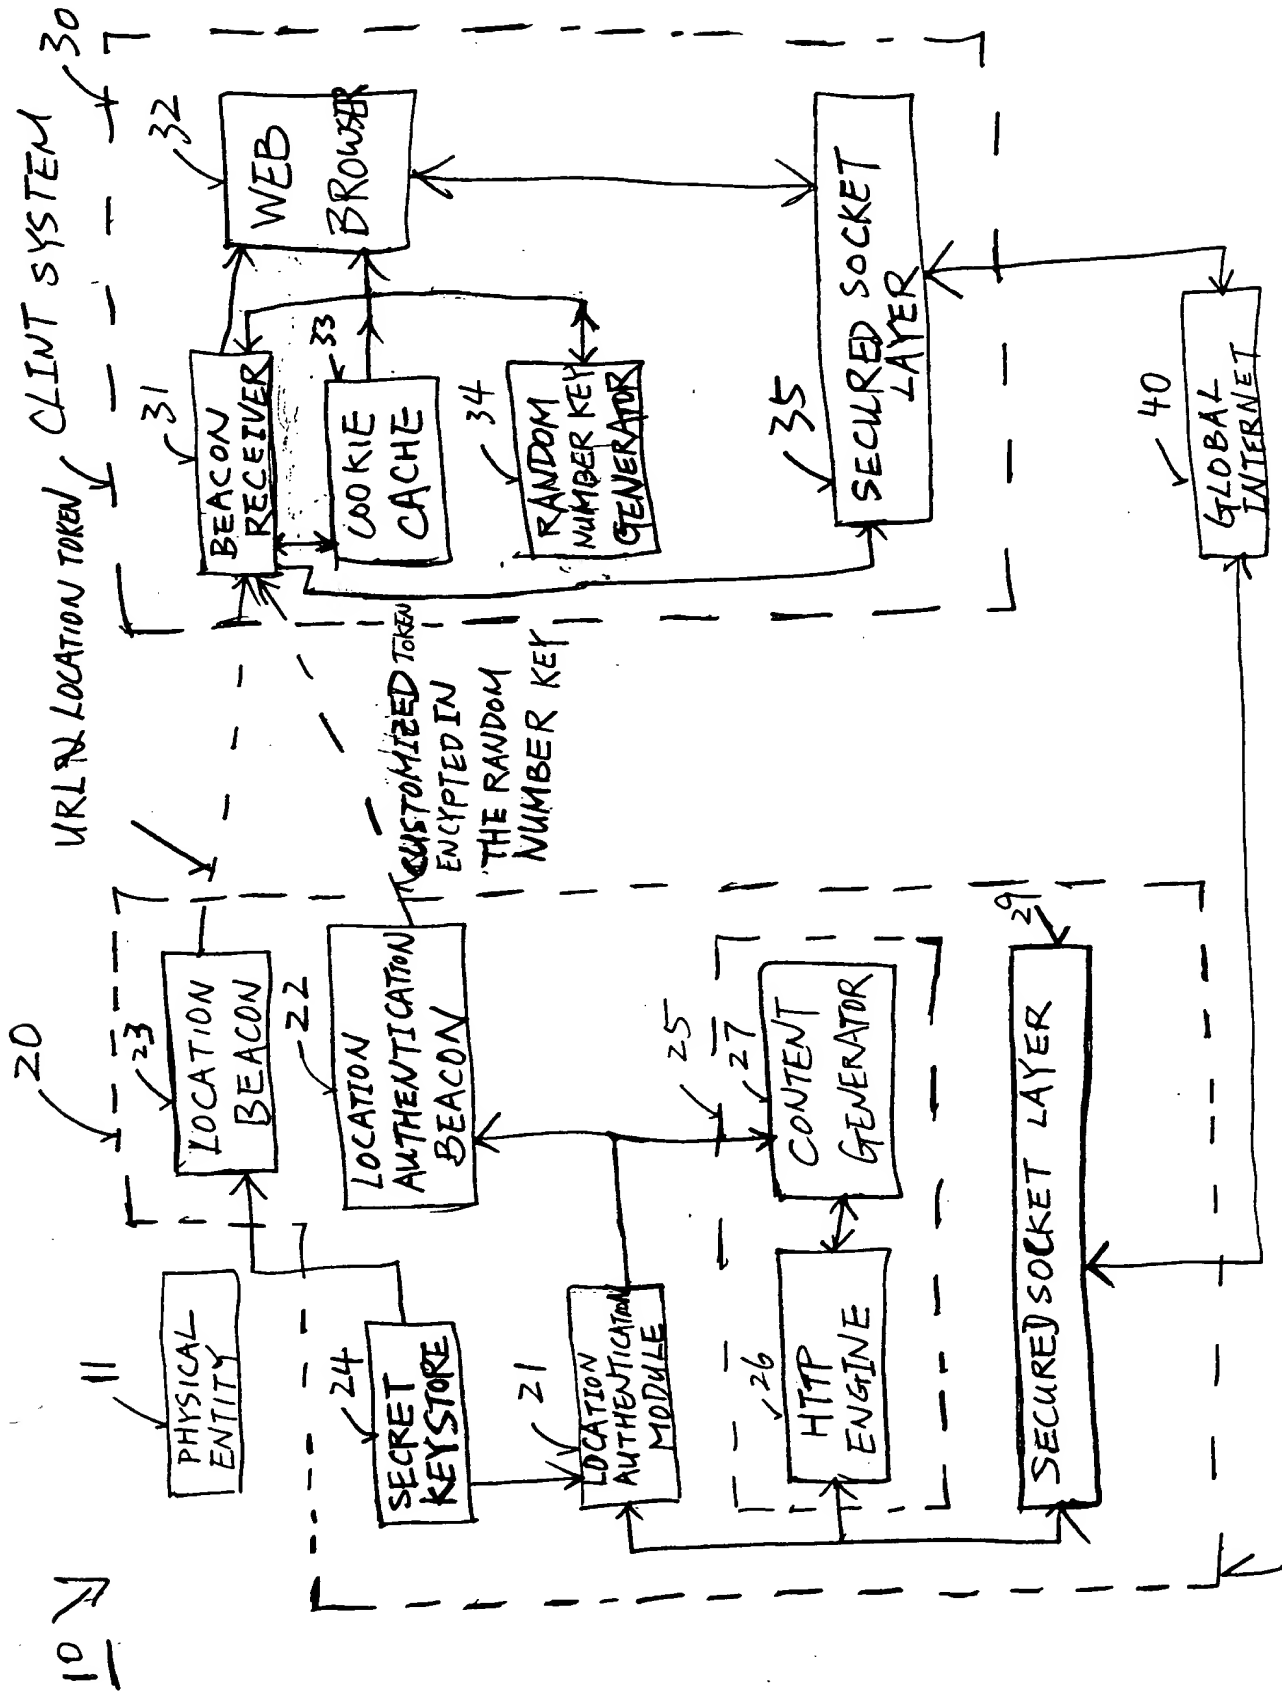 10
20
30
URL N LOCATION TOKEN
CLINT SYSTEM
11
PHYSICAL
ENTITY
23
LOCATION
BEACON
31
BEACON
RECEIVER
32
WEB
BROWSER
24
SECRET
KEYSTORE
22
LOCATION
AUTHENTICATION
BEACON
CUSTOMIZED TOKEN
ENCYPTED IN
THE RANDOM
NUMBER KEY
33
COOKIE
CACHE
21
LOCATION
AUTHENTICATION
MODULE
34
RANDOM
NUMBER KEY
GENERATOR
25
26
HTTP
ENGINE
27
CONTENT
GENERATOR
35
SECURED SOCKET
LAYER
29
SECURED SOCKET LAYER
40
GLOBAL
INTERNET